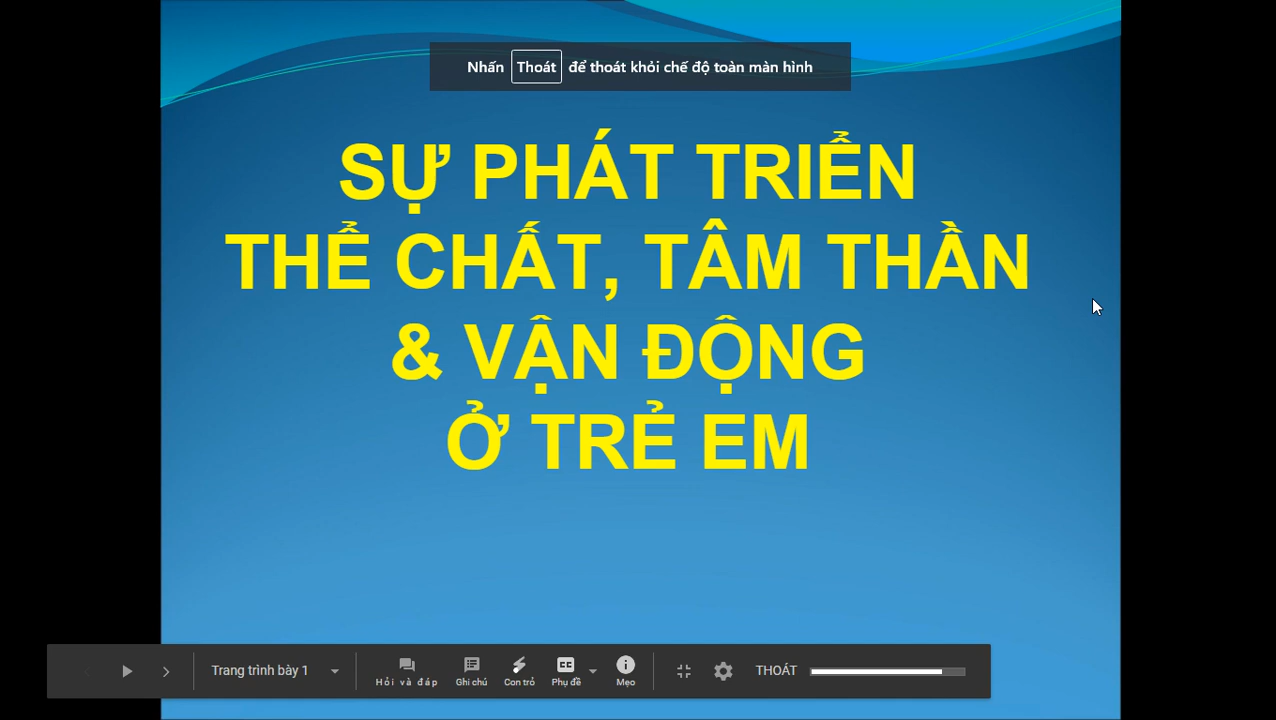 Nhấn Thoát để thoát khỏi chế độ toàn màn hình
SỰ PHÁT TRIỂN
THỂ CHẤT, TÂM THẦN
& VẬN ĐỘNG
Ở TRẺ EM
Trang trình bày 1
Hỏi và đáp
Ghi chú
Con trỏ
Phụ đề
Mẹo
THOÁT